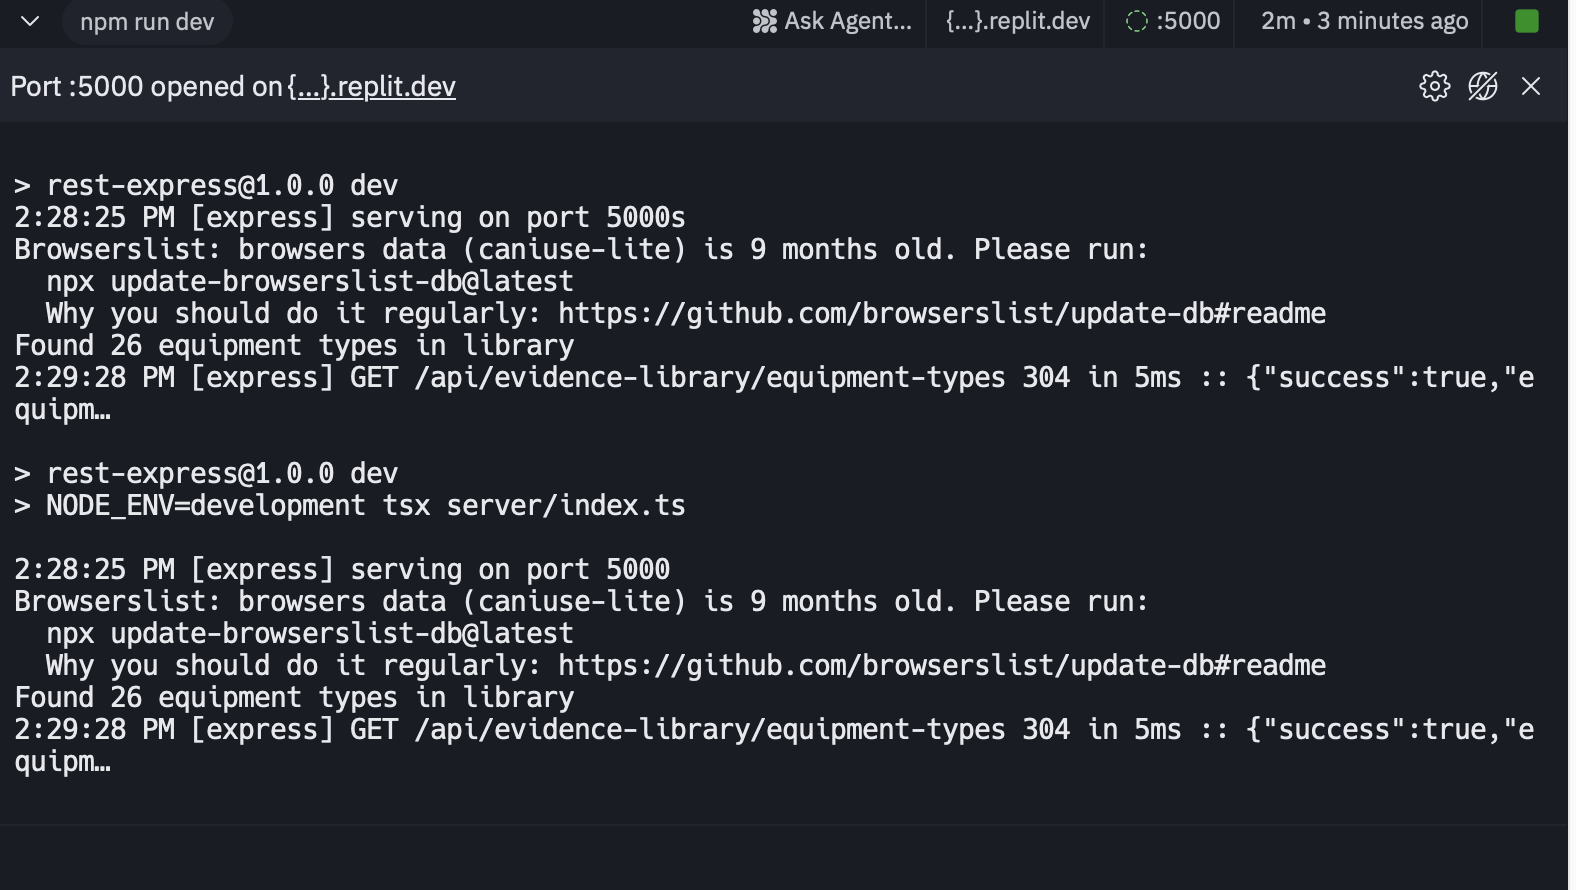 npm run dev
Ask Agent...
{...}.replit.dev
:5000
2m • 3 minutes ago
Port :5000 opened on {...}.replit.dev
> rest-express@1.0.0 dev
2:28:25 PM [express] serving on port 5000s
Browserslist: browsers data (caniuse-lite) is 9 months old. Please run:
  npx update-browserslist-db@latest
  Why you should do it regularly: https://github.com/browserslist/update-db#readme
Found 26 equipment types in library
2:29:28 PM [express] GET /api/evidence-library/equipment-types 304 in 5ms :: {"success":true,"e
quipm…
> rest-express@1.0.0 dev
> NODE_ENV=development tsx server/index.ts
2:28:25 PM [express] serving on port 5000
Browserslist: browsers data (caniuse-lite) is 9 months old. Please run:
  npx update-browserslist-db@latest
  Why you should do it regularly: https://github.com/browserslist/update-db#readme
Found 26 equipment types in library
2:29:28 PM [express] GET /api/evidence-library/equipment-types 304 in 5ms :: {"success":true,"e
quipm…